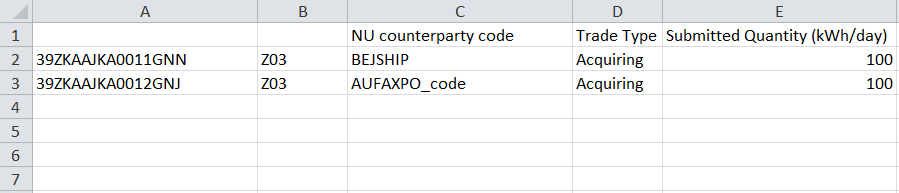 A B C D E
1 NU counterparty code Trade Type Submitted Quantity (kWh/day)
2 39ZKAAJKA0011GNN Z03 BEJSHIP Acquiring 100
3 39ZKAAJKA0012GNJ Z03 AUFAXPO_code Acquiring 100
4
5
6
7